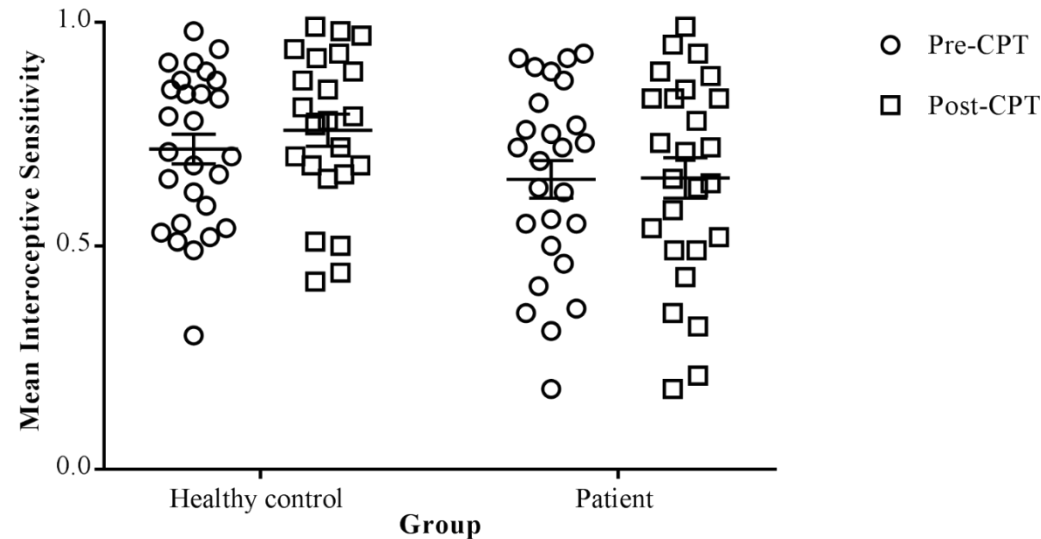 Mean Interoceptive Sensitivity
1.0
0.5
0.0
Healthy control
Patient
Group
Pre-CPT
Post-CPT